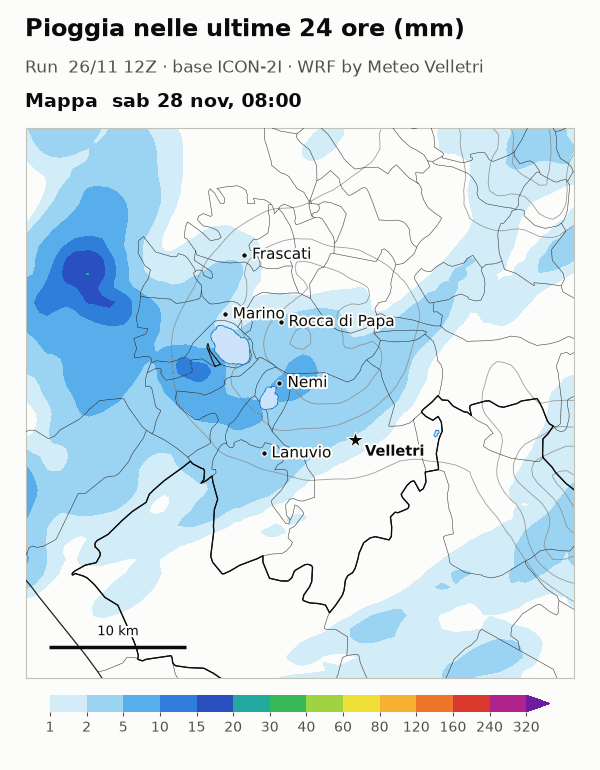 Pioggia nelle ultime 24 ore (mm)
Run  26/11 12Z · base ICON-2I · WRF by Meteo Velletri
Mappa  sab 28 nov, 08:00
Frascati
Marino
Rocca di Papa
Nemi
Velletri
Lanuvio
10 km
1 2 5 10 15 20 30 40 60 80 120 160 240 320